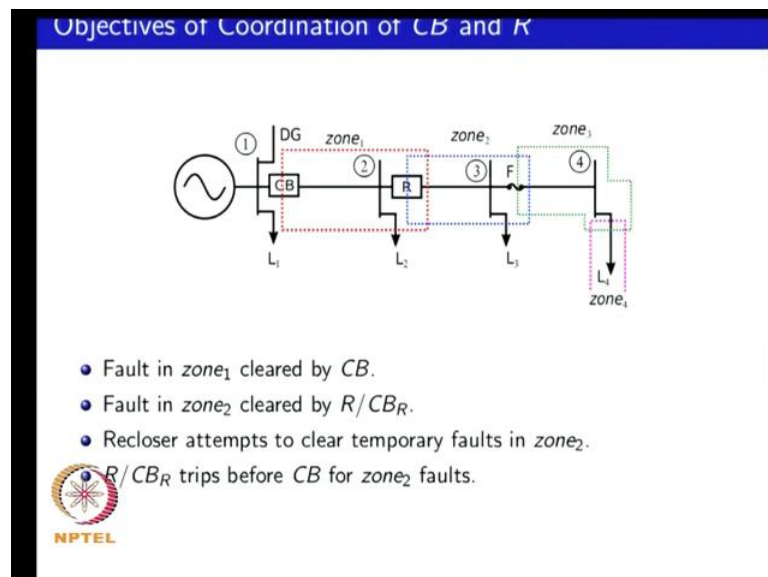 Objectives of Coordination of CB and R
① DG zone₁ zone₂ zone₃
② ③ F ④
CB R
L₁ L₂ L₃ L₄
zone₄
Fault in zone₁ cleared by CB.
Fault in zone₂ cleared by R/CB_R.
Recloser attempts to clear temporary faults in zone₂.
R/CB_R trips before CB for zone₂ faults.
NPTEL